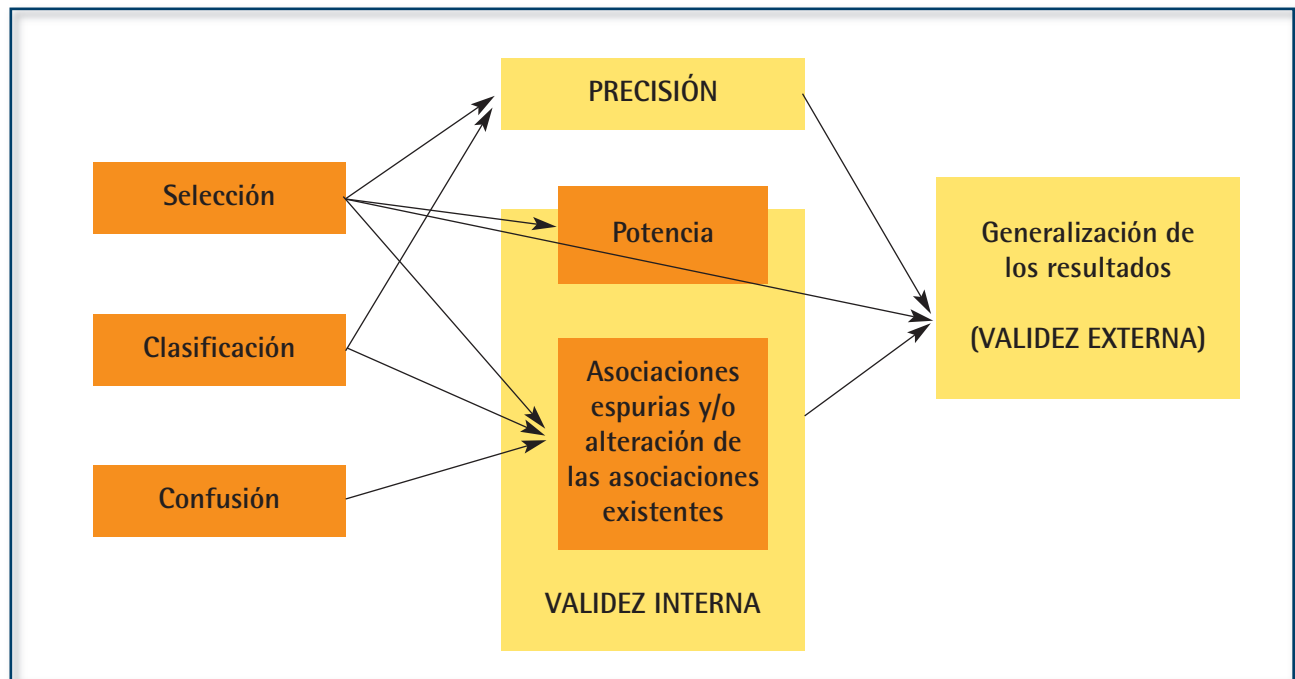 PRECISIÓN
Selección
Potencia
Generalización de
los resultados
(VALIDEZ EXTERNA)
Clasificación
Asociaciones
espurias y/o
alteración de
las asociaciones
existentes
Confusión
VALIDEZ INTERNA